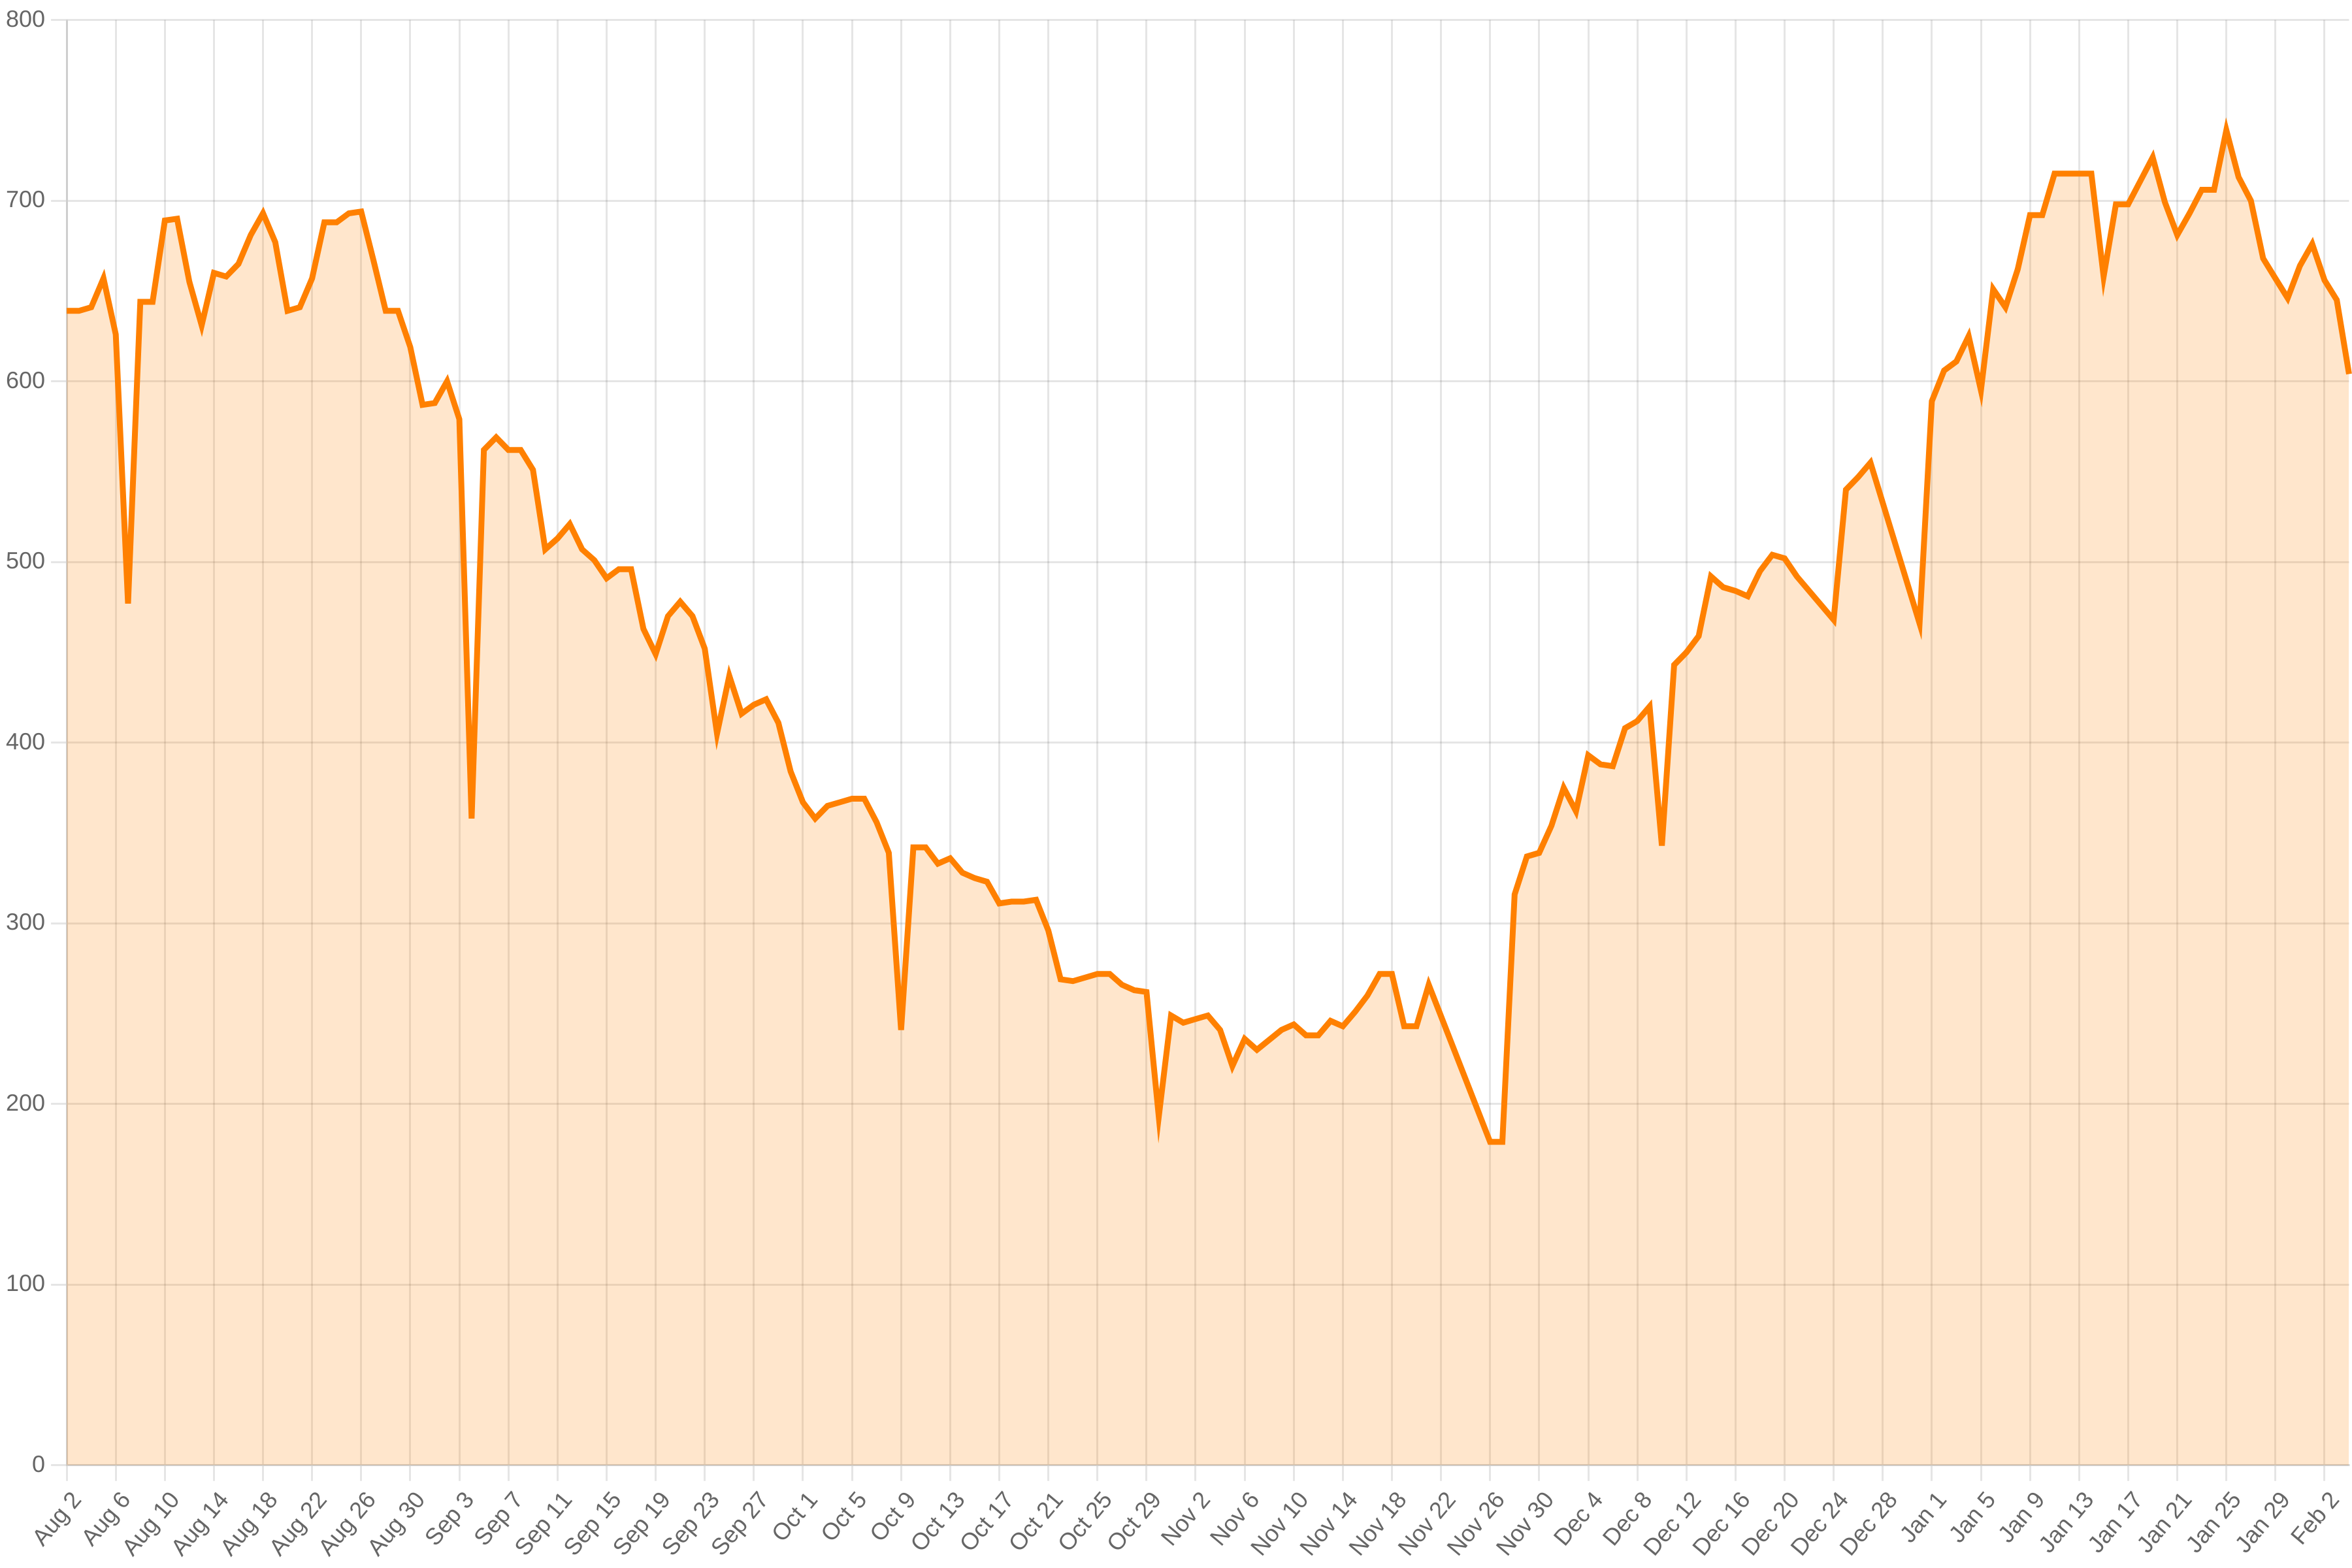 800
700
600
500
400
300
200
100
0
Aug 2
Aug 6
Aug 10
Aug 14
Aug 18
Aug 22
Aug 26
Aug 30
Sep 3
Sep 7
Sep 11
Sep 15
Sep 19
Sep 23
Sep 27
Oct 1
Oct 5
Oct 9
Oct 13
Oct 17
Oct 21
Oct 25
Oct 29
Nov 2
Nov 6
Nov 10
Nov 14
Nov 18
Nov 22
Nov 26
Nov 30
Dec 4
Dec 8
Dec 12
Dec 16
Dec 20
Dec 24
Dec 28
Jan 1
Jan 5
Jan 9
Jan 13
Jan 17
Jan 21
Jan 25
Jan 29
Feb 2